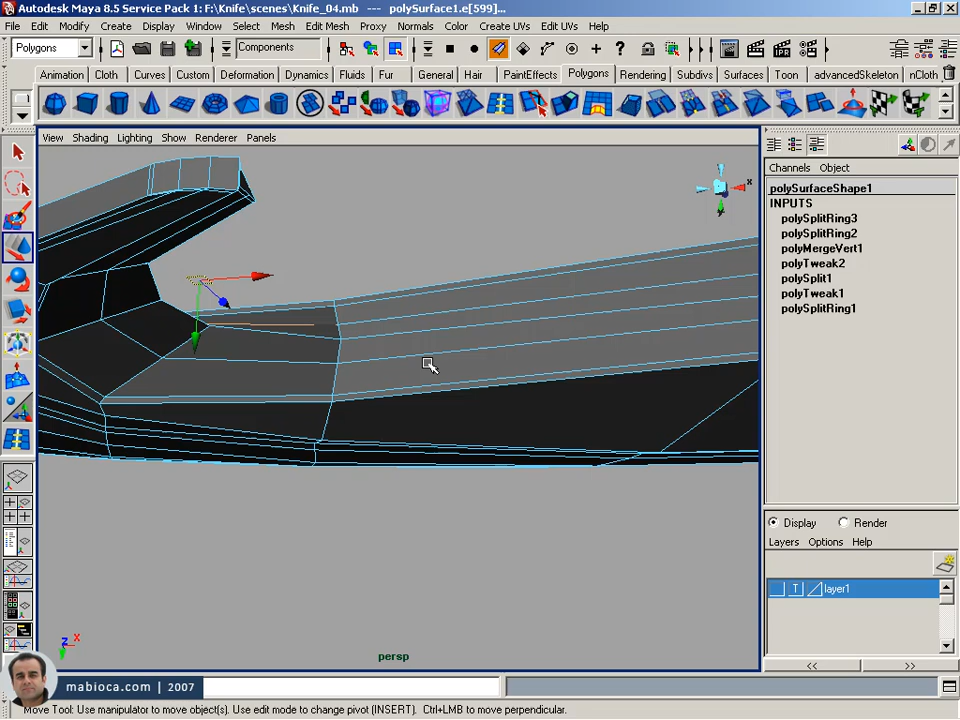 Autodesk Maya 8.5 Service Pack 1: F:\Knife\scenes\Knife_04.mb --- polySurface1.e[599]...
File Edit Modify Create Display Window Select Mesh Edit Mesh Proxy Normals Color Create UVs Edit UVs Help
Polygons Components
Animation Cloth Curves Custom Deformation Dynamics Fluids Fur General Hair PaintEffects Polygons Rendering Subdivs Surfaces Toon advancedSkeleton nCloth
View Shading Lighting Show Renderer Panels
Channels Object
polySurfaceShape1
INPUTS
polySplitRing3
polySplitRing2
polyMergeVert1
polyTweak2
polySplit1
polyTweak1
polySplitRing1
x
y
Display Render
Layers Options Help
T layer1
z x
persp
<< >>
mabioca.com | 2007
Move Tool: Use manipulator to move object(s). Use edit mode to change pivot (INSERT). Ctrl+LMB to move perpendicular.